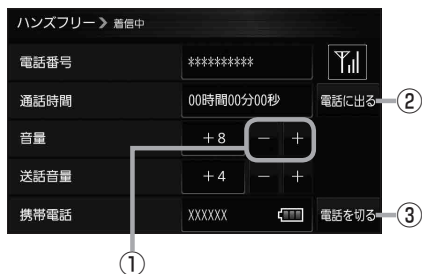 ハンズフリー❯ 着信中
電話番号 **********
通話時間 00時間00分00秒 電話に出る ②
音量 +8 − +
送話音量 +4 − +
携帯電話 XXXXXX 電話を切る ③
①